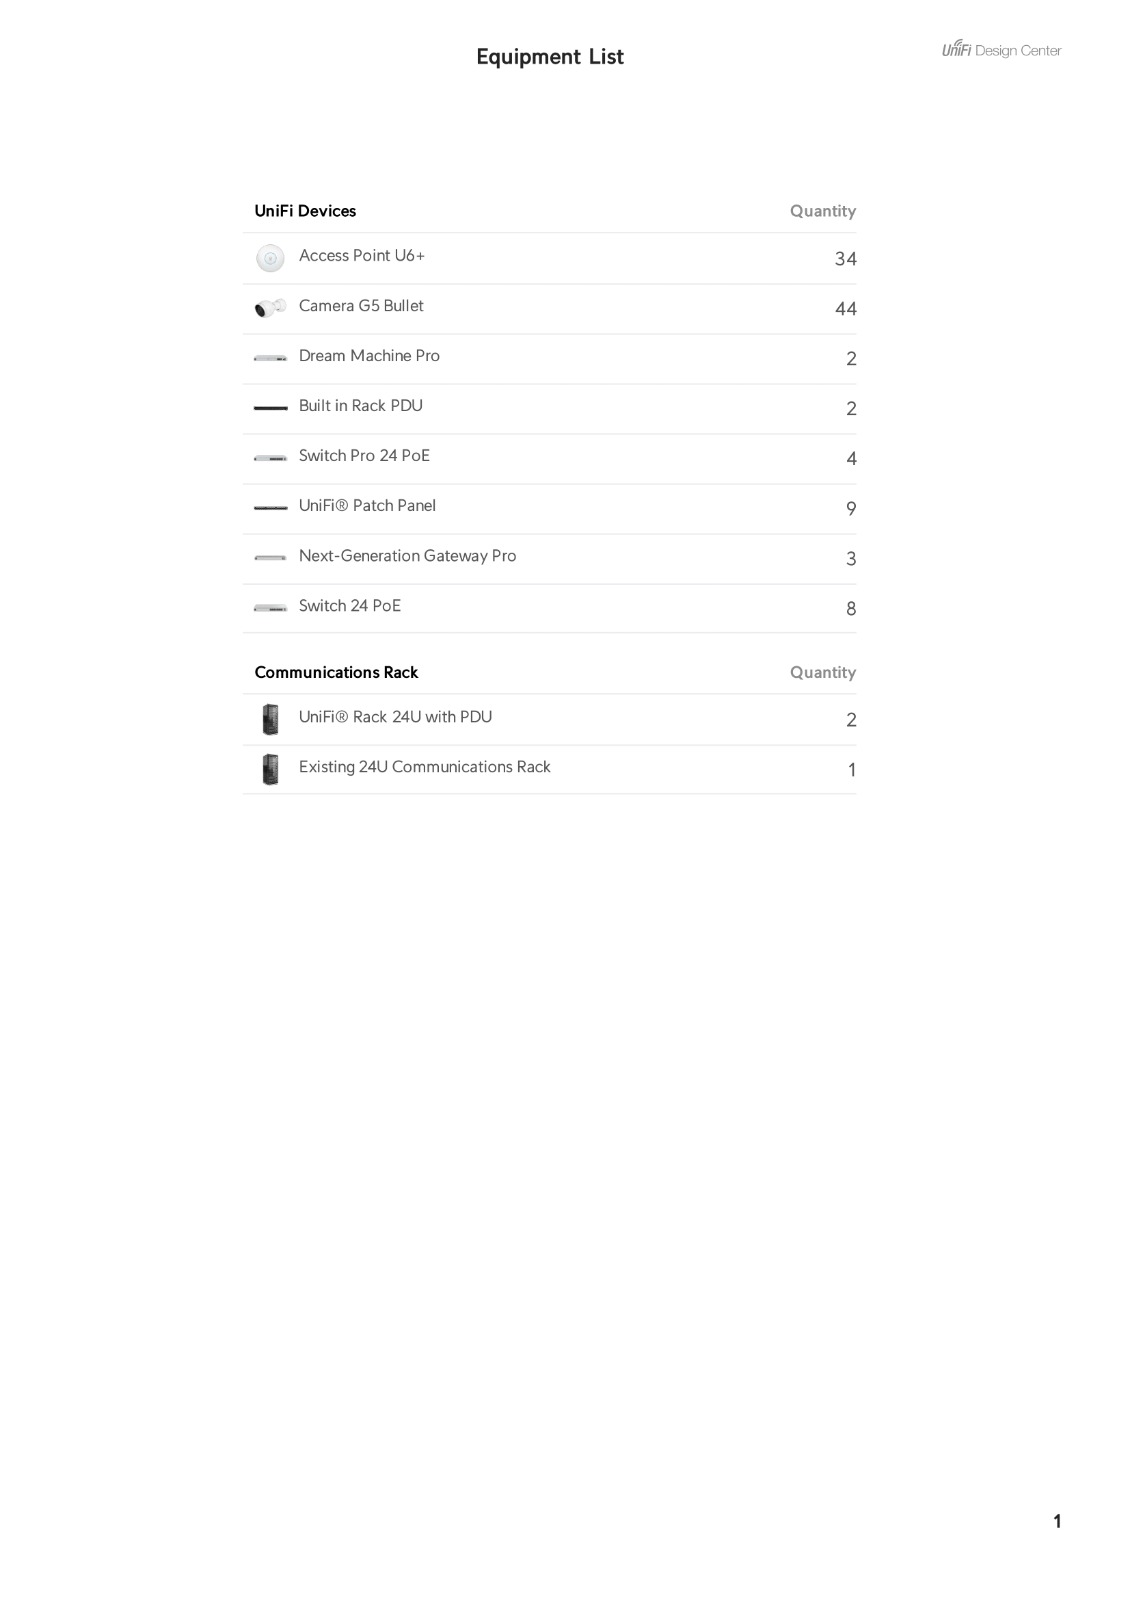 Equipment List
UniFi Design Center
UniFi Devices Quantity
Access Point U6+ 34
Camera G5 Bullet 44
Dream Machine Pro 2
Built in Rack PDU 2
Switch Pro 24 PoE 4
UniFi® Patch Panel 9
Next-Generation Gateway Pro 3
Switch 24 PoE 8
Communications Rack Quantity
UniFi® Rack 24U with PDU 2
Existing 24U Communications Rack 1
1